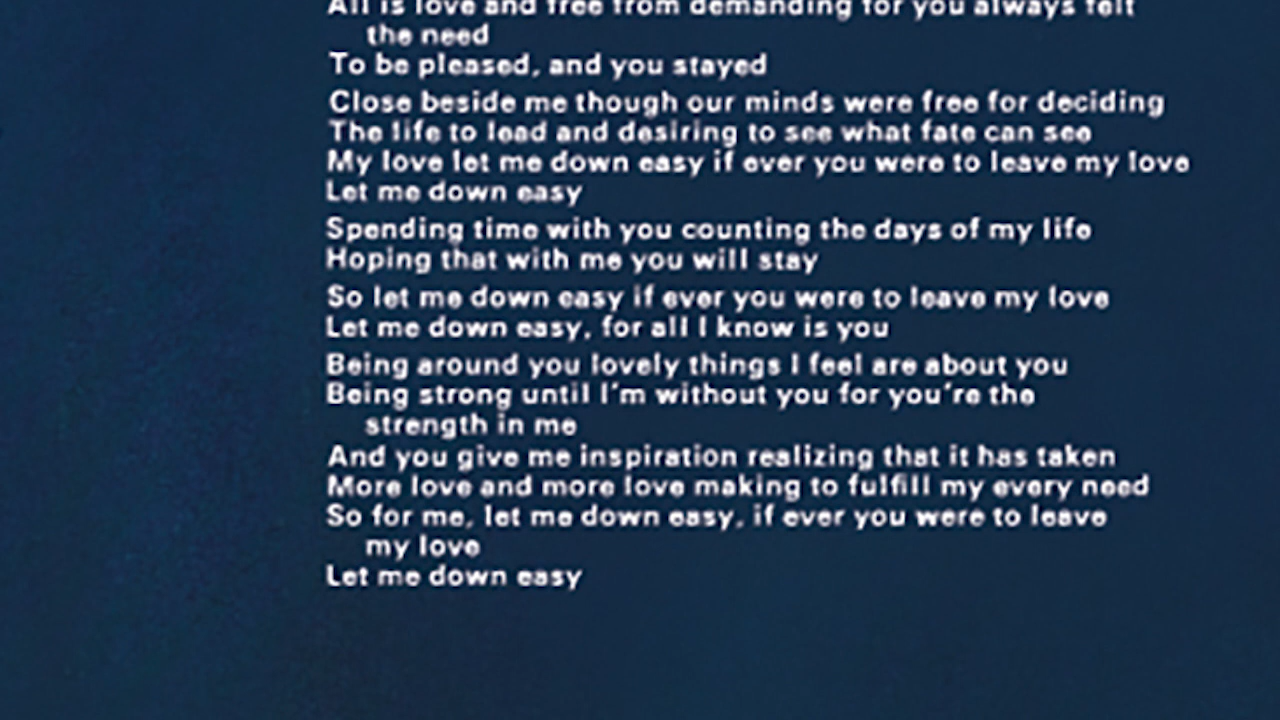 All is love and free from demanding for you always felt
the need
To be pleased, and you stayed
Close beside me though our minds were free for deciding
The life to lead and desiring to see what fate can see
My love let me down easy if ever you were to leave my love
Let me down easy
Spending time with you counting the days of my life
Hoping that with me you will stay
So let me down easy if ever you were to leave my love
Let me down easy, for all I know is you
Being around you lovely things I feel are about you
Being strong until I'm without you for you're the
strength in me
And you give me inspiration realizing that it has taken
More love and more love making to fulfill my every need
So for me, let me down easy, if ever you were to leave
my love
Let me down easy